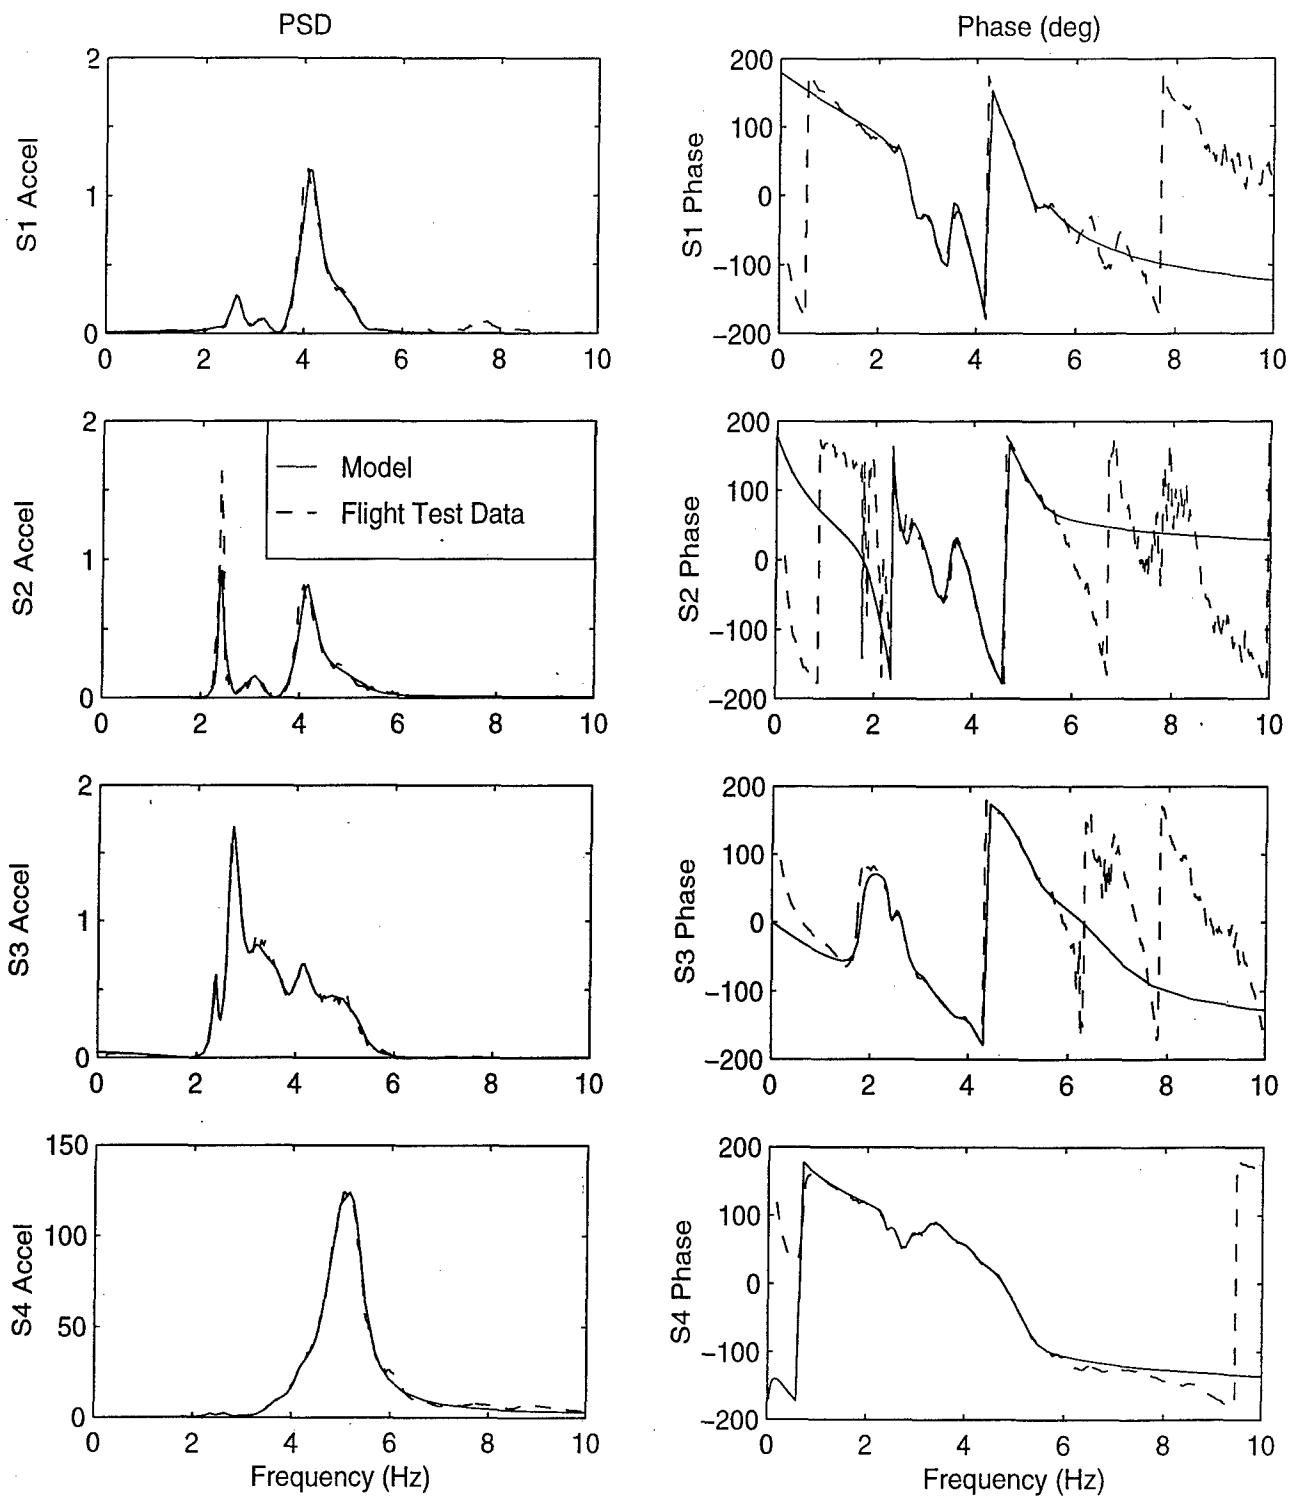 PSD
Phase (deg)
S1 Accel
2
1
0
0 2 4 6 8 10
S1 Phase
200
100
0
−100
−200
0 2 4 6 8 10
S2 Accel
2
1
0
0 2 4 6 8 10
Model
Flight Test Data
S2 Phase
200
100
0
−100
−200
0 2 4 6 8 10
S3 Accel
2
1
0
0 2 4 6 8 10
S3 Phase
200
100
0
−100
−200
0 2 4 6 8 10
S4 Accel
150
100
50
0
0 2 4 6 8 10
Frequency (Hz)
S4 Phase
200
100
0
−100
−200
0 2 4 6 8 10
Frequency (Hz)